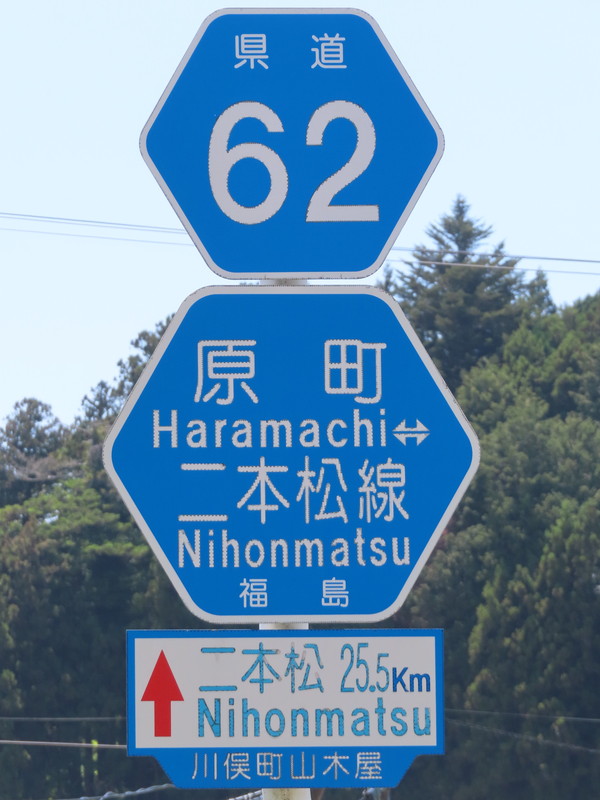 県道
62
原町
Haramachi⇔
二本松線
Nihonmatsu
福島
二本松 25.5Km
Nihonmatsu
川俣町山木屋